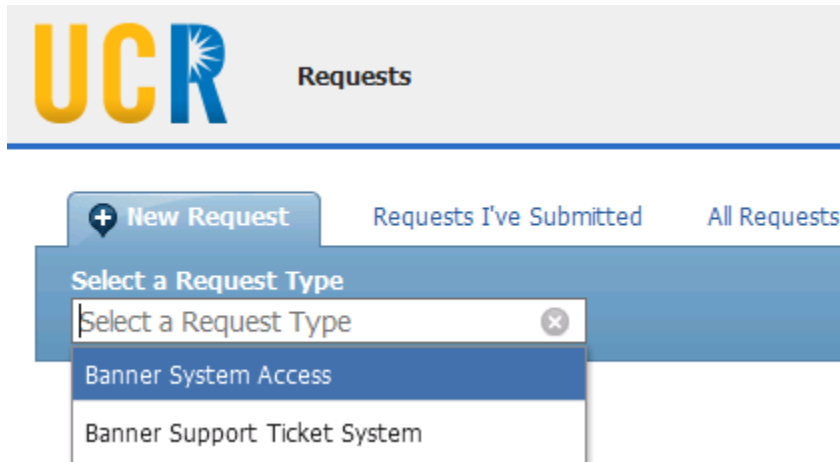 UCR
Requests
New Request
Requests I've Submitted
All Requests
Select a Request Type
Select a Request Type
Banner System Access
Banner Support Ticket System